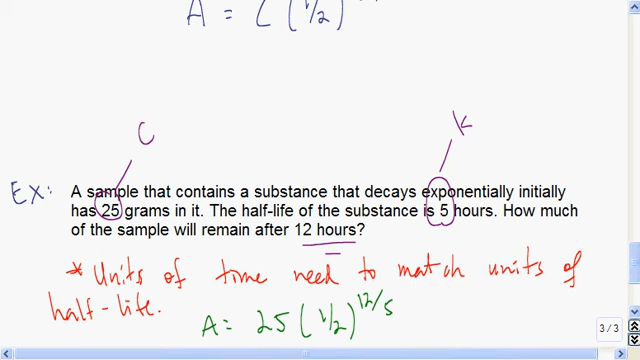 A = C (1/2)
C
K
EX: A sample that contains a substance that decays exponentially initially
has 25 grams in it. The half-life of the substance is 5 hours. How much
of the sample will remain after 12 hours?
* Units of time need to match units of
half-life.
A = 25 (1/2)^12/5
3/3